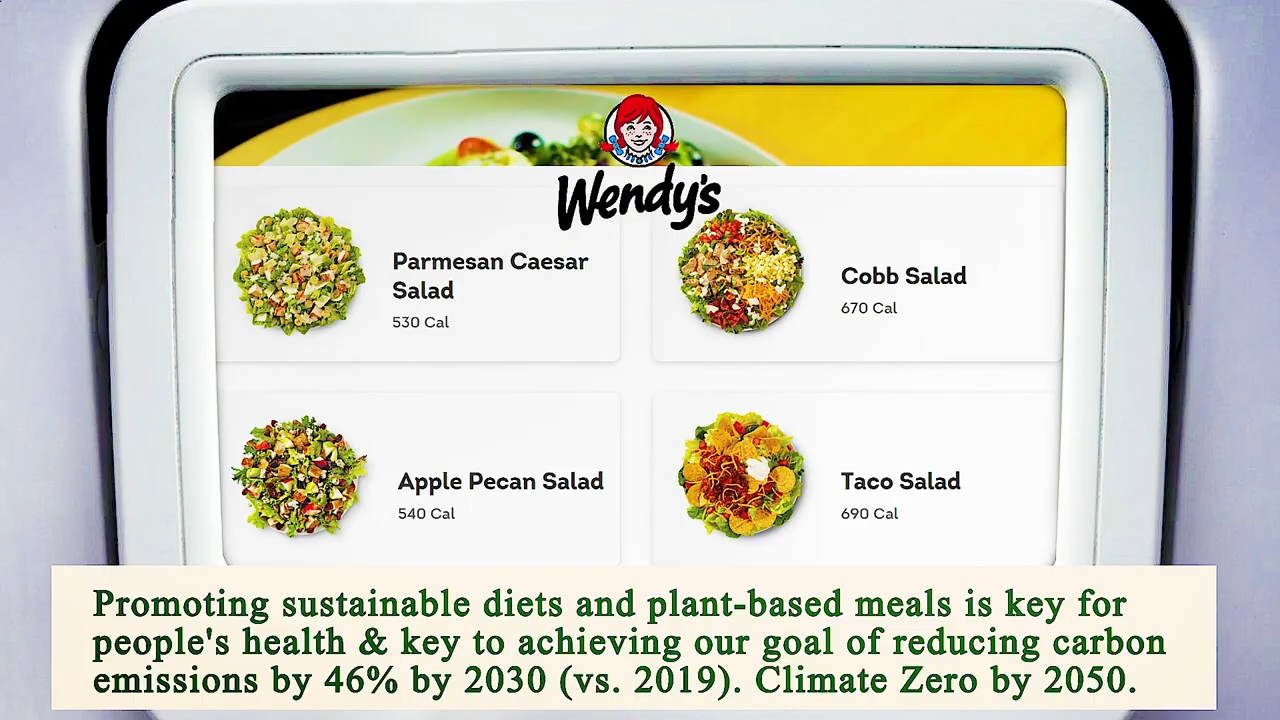 Wendy's
Parmesan Caesar
Salad
530 Cal
Cobb Salad
670 Cal
Apple Pecan Salad
540 Cal
Taco Salad
690 Cal
Promoting sustainable diets and plant-based meals is key for
people's health & key to achieving our goal of reducing carbon
emissions by 46% by 2030 (vs. 2019). Climate Zero by 2050.